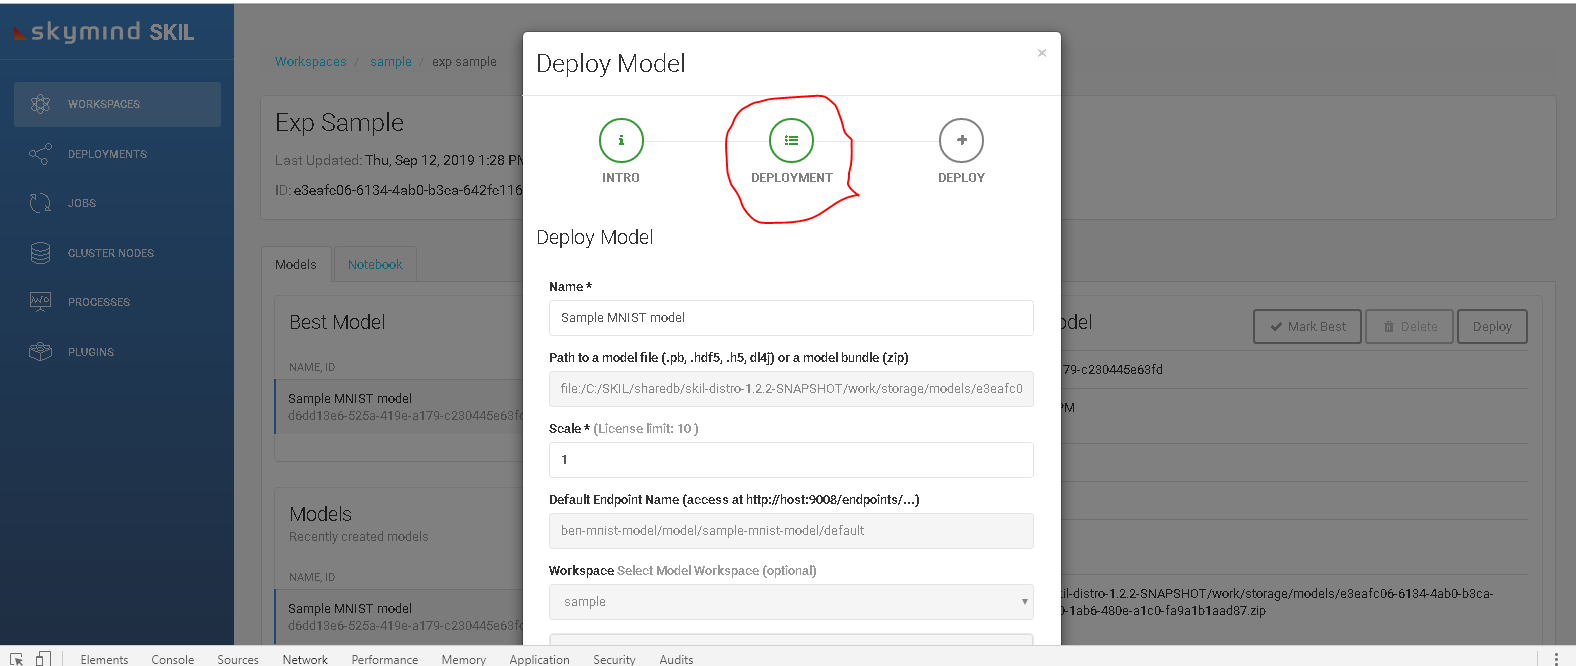 skymind SKIL
WORKSPACES
DEPLOYMENTS
JOBS
CLUSTER NODES
PROCESSES
PLUGINS
Workspaces / sample / exp sample
Exp Sample
Last Updated: Thu, Sep 12, 2019 1:28 PM
ID: e3eafc06-6134-4ab0-b3ca-642fc116
Models
Notebook
Best Model
NAME, ID
Sample MNIST model
d6dd13e6-525a-419e-a179-c230445e63fd
Models
Recently created models
NAME, ID
Sample MNIST model
d6dd13e6-525a-419e-a179-c230445e63fd
Deploy Model
×
INTRO
DEPLOYMENT
DEPLOY
Deploy Model
Name *
Sample MNIST model
Path to a model file (.pb, .hdf5, .h5, dl4j) or a model bundle (zip)
file:/C:/SKIL/sharedb/skil-distro-1.2.2-SNAPSHOT/work/storage/models/e3eafc0
Scale * (License limit: 10 )
1
Default Endpoint Name (access at http://host:9008/endpoints/...)
ben-mnist-model/model/sample-mnist-model/default
Workspace Select Model Workspace (optional)
sample
odel
Mark Best
Delete
Deploy
79-c230445e63fd
PM
il-distro-1.2.2-SNAPSHOT/work/storage/models/e3eafc06-6134-4ab0-b3ca-
0-1ab6-480e-a1c0-fa9a1b1aad87.zip
Elements
Console
Sources
Network
Performance
Memory
Application
Security
Audits